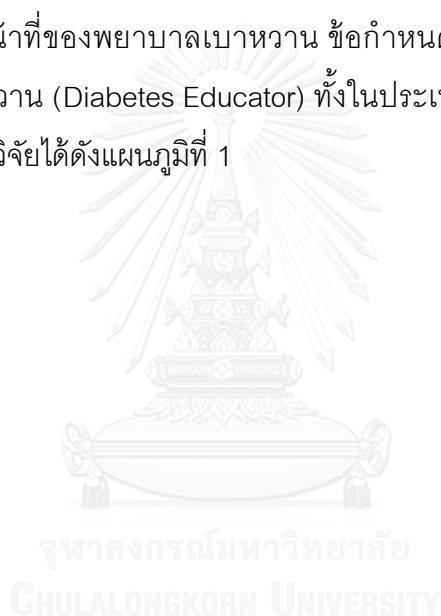 น้าที่ของพยาบาลเบาหวาน ข้อกำหนด
วาน (Diabetes Educator) ทั้งในประเ
วิจัยได้ดังแผนภูมิที่ 1
จุฬาลงกรณ์มหาวิทยาลัย
CHULALONGKORN UNIVERSITY